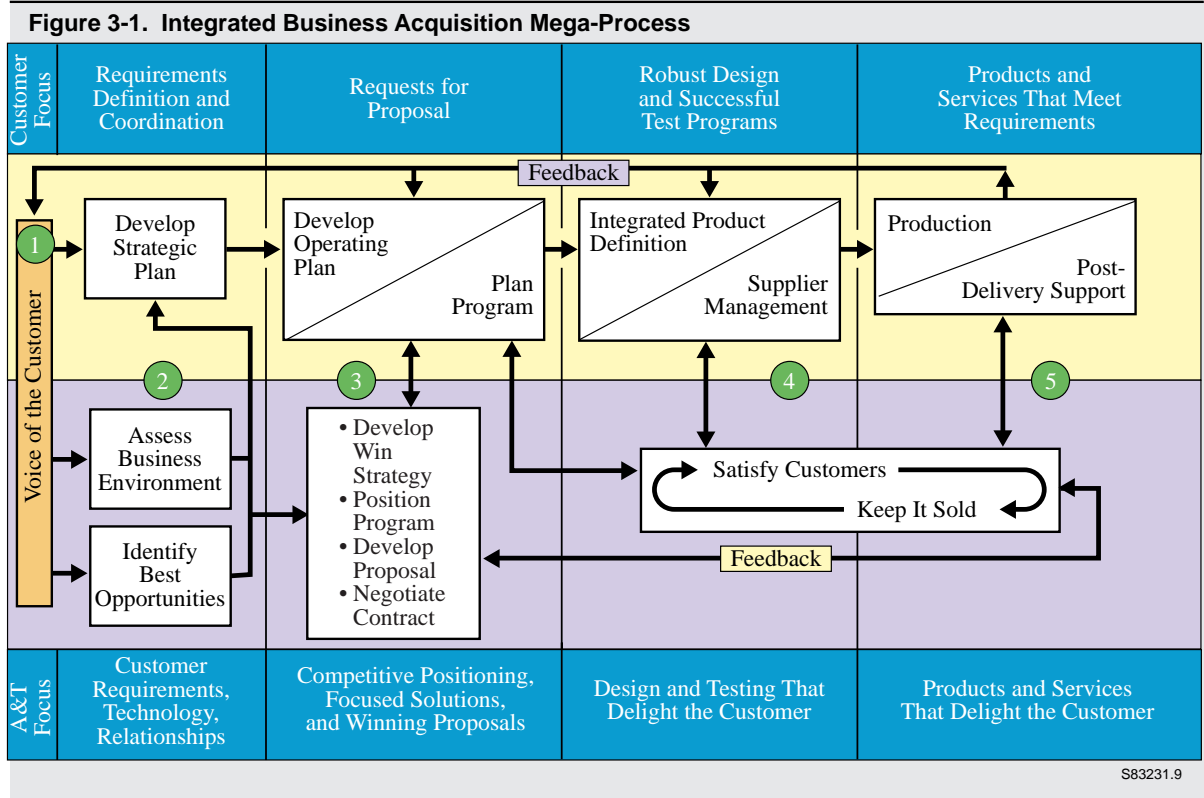 Figure 3-1. Integrated Business Acquisition Mega-Process
Customer
Focus
Requirements
Definition and
Coordination
Requests for
Proposal
Robust Design
and Successful
Test Programs
Products and
Services That Meet
Requirements
Feedback
1
Voice of the Customer
Develop
Strategic
Plan
Develop
Operating
Plan
Plan
Program
Integrated Product
Definition
Supplier
Management
Production
Post-
Delivery Support
2
3
4
5
Assess
Business
Environment
Identify
Best
Opportunities
• Develop
Win
Strategy
• Position
Program
• Develop
Proposal
• Negotiate
Contract
Satisfy Customers
Keep It Sold
Feedback
A&T
Focus
Customer
Requirements,
Technology,
Relationships
Competitive Positioning,
Focused Solutions,
and Winning Proposals
Design and Testing That
Delight the Customer
Products and Services
That Delight the Customer
S83231.9